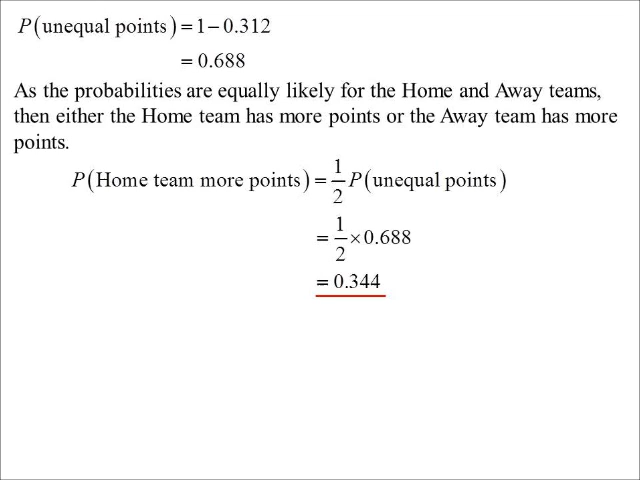 P(unequal points) = 1 − 0.312
= 0.688
As the probabilities are equally likely for the Home and Away teams,
then either the Home team has more points or the Away team has more
points.
P(Home team more points) = 1/2 P(unequal points)
= 1/2 × 0.688
= 0.344